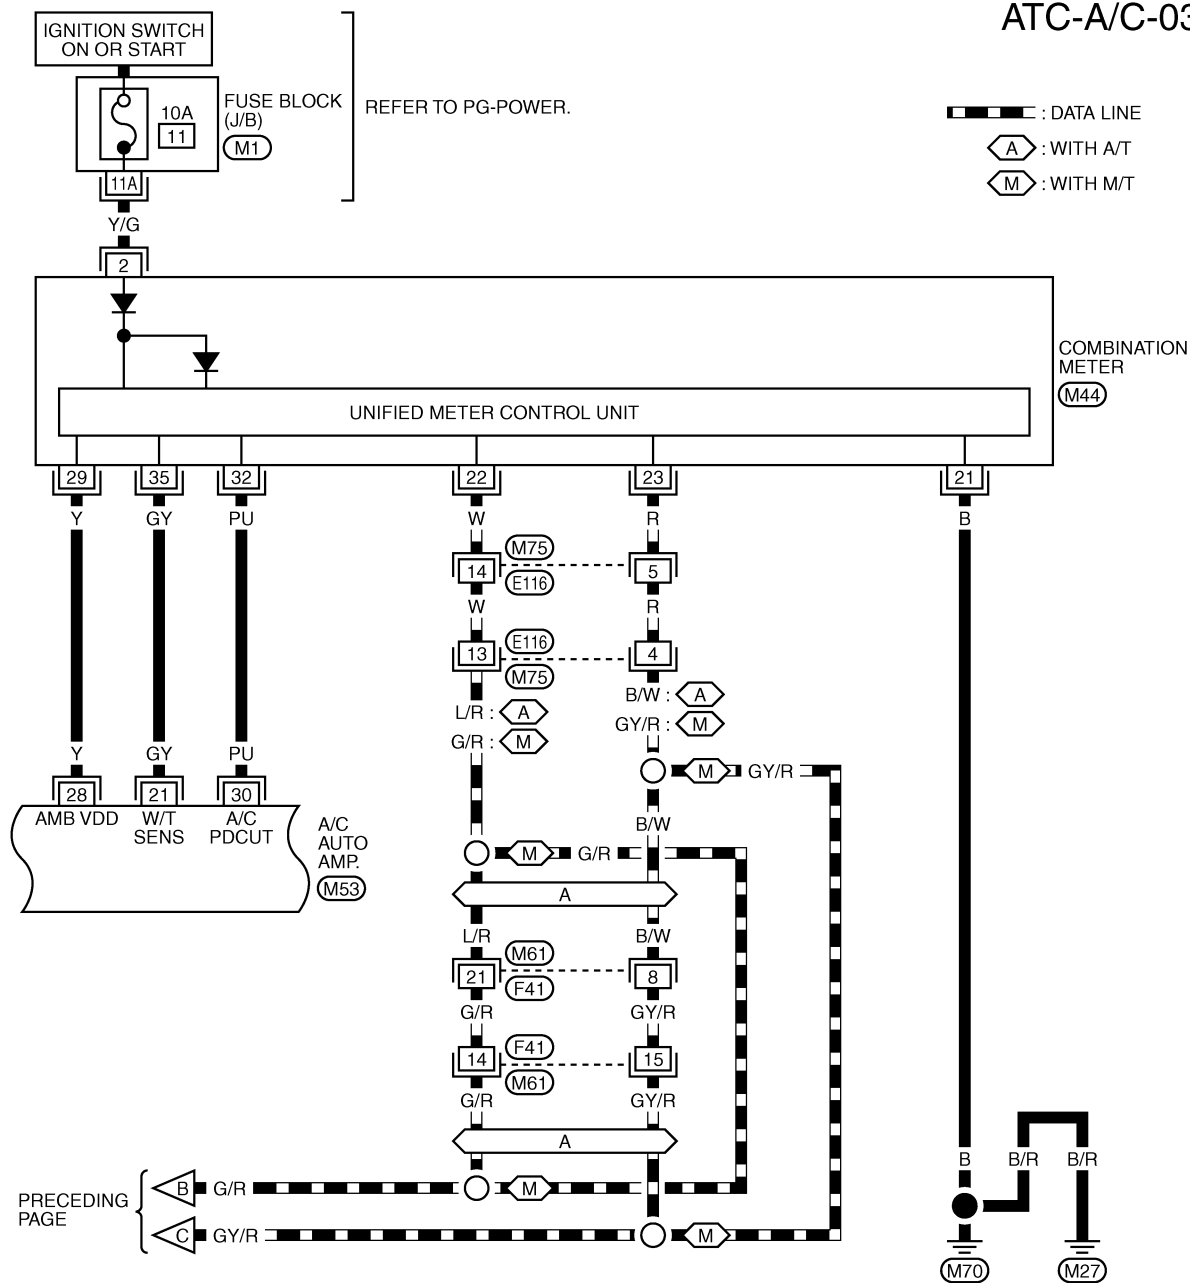 ATC-A/C-03
IGNITION SWITCH
ON OR START
10A
11
FUSE BLOCK
(J/B)
M1
REFER TO PG-POWER.
: DATA LINE
A : WITH A/T
M : WITH M/T
11A
Y/G
2
COMBINATION
METER
M44
UNIFIED METER CONTROL UNIT
29 35 32 22 23 21
Y GY PU W R B
M75
14 5
E116
W R
E116
13 4
M75
B/W : A
L/R : A
GY/R : M
G/R : M
Y GY PU
M GY/R
28 21 30
AMB VDD
W/T
SENS
A/C
PDCUT
A/C
AUTO
AMP.
M53
B/W
M G/R
A
L/R B/W
M61
21 8
F41
G/R GY/R
F41
14 15
M61
G/R GY/R
A
B B/R B/R
PRECEDING
PAGE
B G/R M
C GY/R M
M70 M27